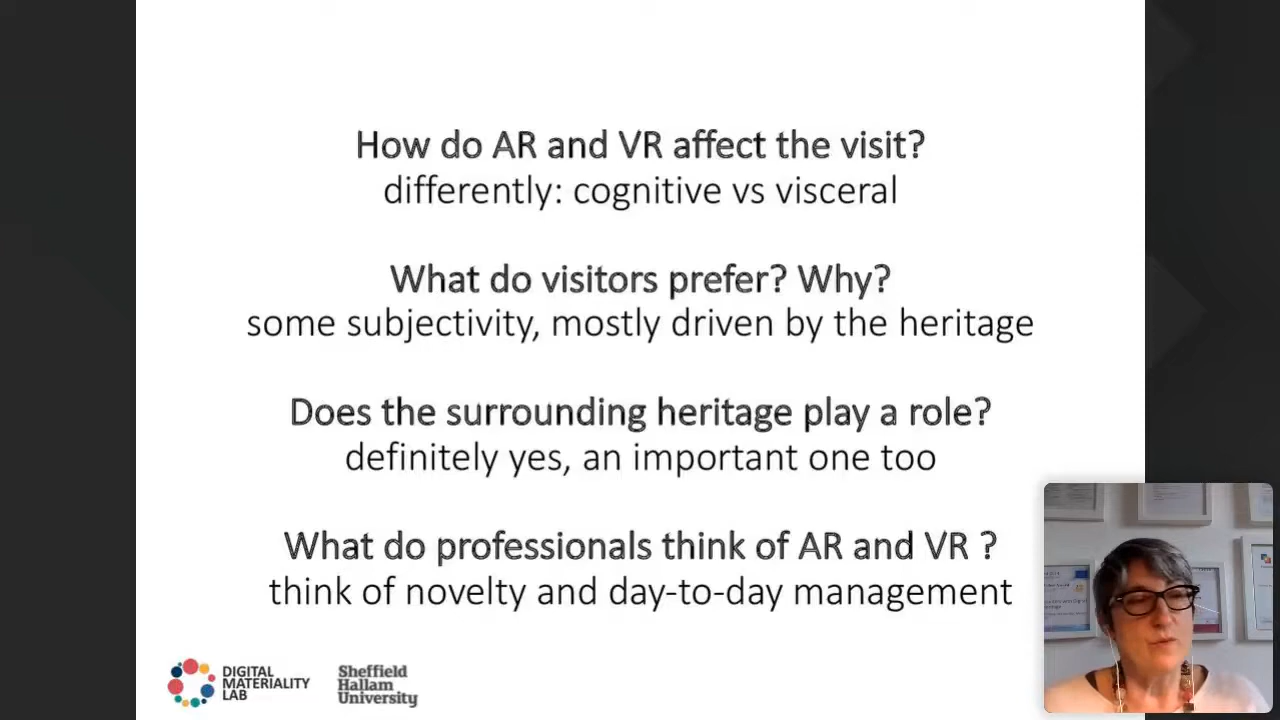 How do AR and VR affect the visit?
differently: cognitive vs visceral
What do visitors prefer? Why?
some subjectivity, mostly driven by the heritage
Does the surrounding heritage play a role?
definitely yes, an important one too
What do professionals think of AR and VR ?
think of novelty and day-to-day management
DIGITAL
MATERIALITY
LAB
Sheffield
Hallam
University